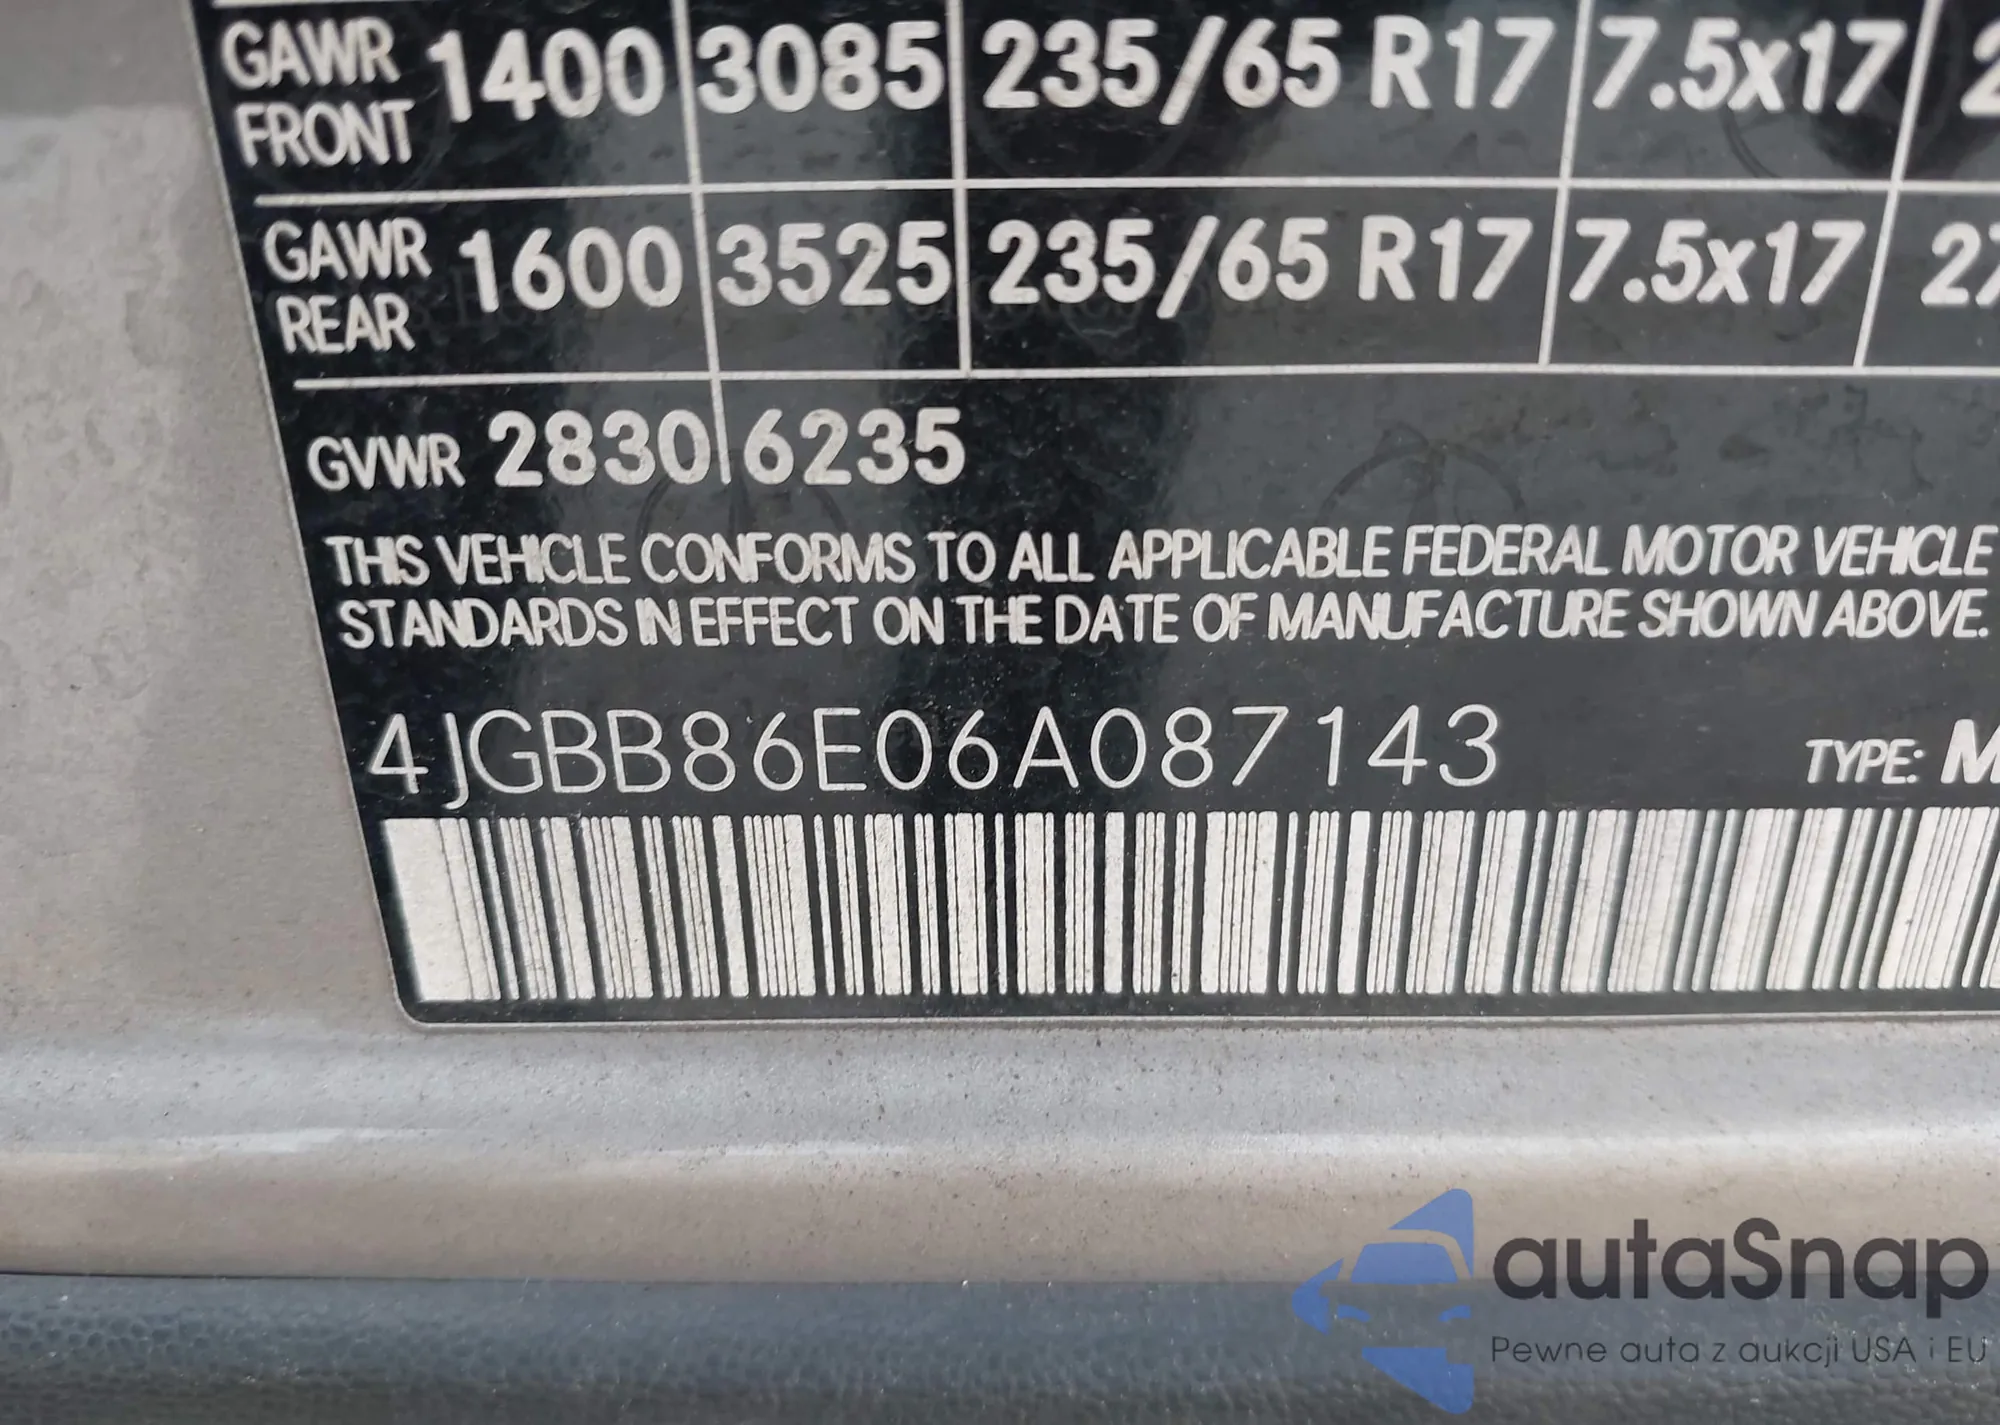 GAWR FRONT 1400 3085 235/65 R17 7.5x17 2
GAWR REAR 1600 3525 235/65 R17 7.5x17 27
GVWR 2830 6235
THIS VEHICLE CONFORMS TO ALL APPLICABLE FEDERAL MOTOR VEHICLE
STANDARDS IN EFFECT ON THE DATE OF MANUFACTURE SHOWN ABOVE.
4JGBB86E06A087143 TYPE: M
autaSnap
Pewne auta z aukcji USA i EU